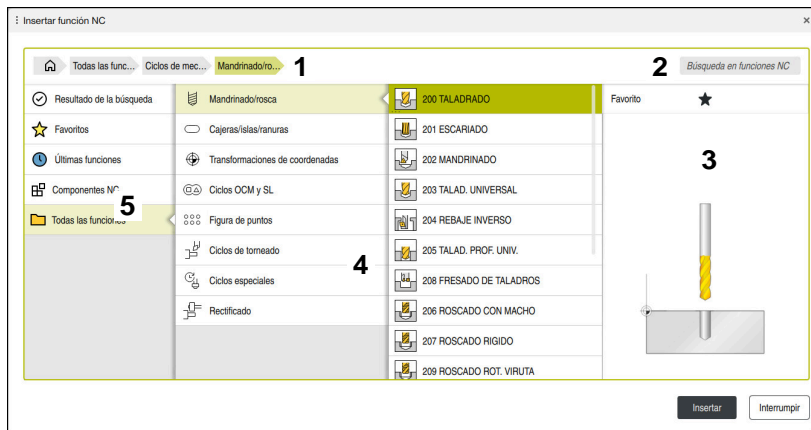 Insertar función NC
×
Todas las func...
Ciclos de mec...
Mandrinado/ro...
1
2
Búsqueda en funciones NC
Resultado de la búsqueda
Favoritos
Últimas funciones
Componentes NC
5
Todas las funciones
Mandrinado/rosca
Cajeras/islas/ranuras
Transformaciones de coordenadas
Ciclos OCM y SL
Figura de puntos
Ciclos de torneado
4
Ciclos especiales
Rectificado
200 TALADRADO
201 ESCARIADO
202 MANDRINADO
203 TALAD. UNIVERSAL
204 REBAJE INVERSO
205 TALAD. PROF. UNIV.
208 FRESADO DE TALADROS
206 ROSCADO CON MACHO
207 ROSCADO RIGIDO
209 ROSCADO ROT. VIRUTA
Favorito
3
Insertar
Interrumpir